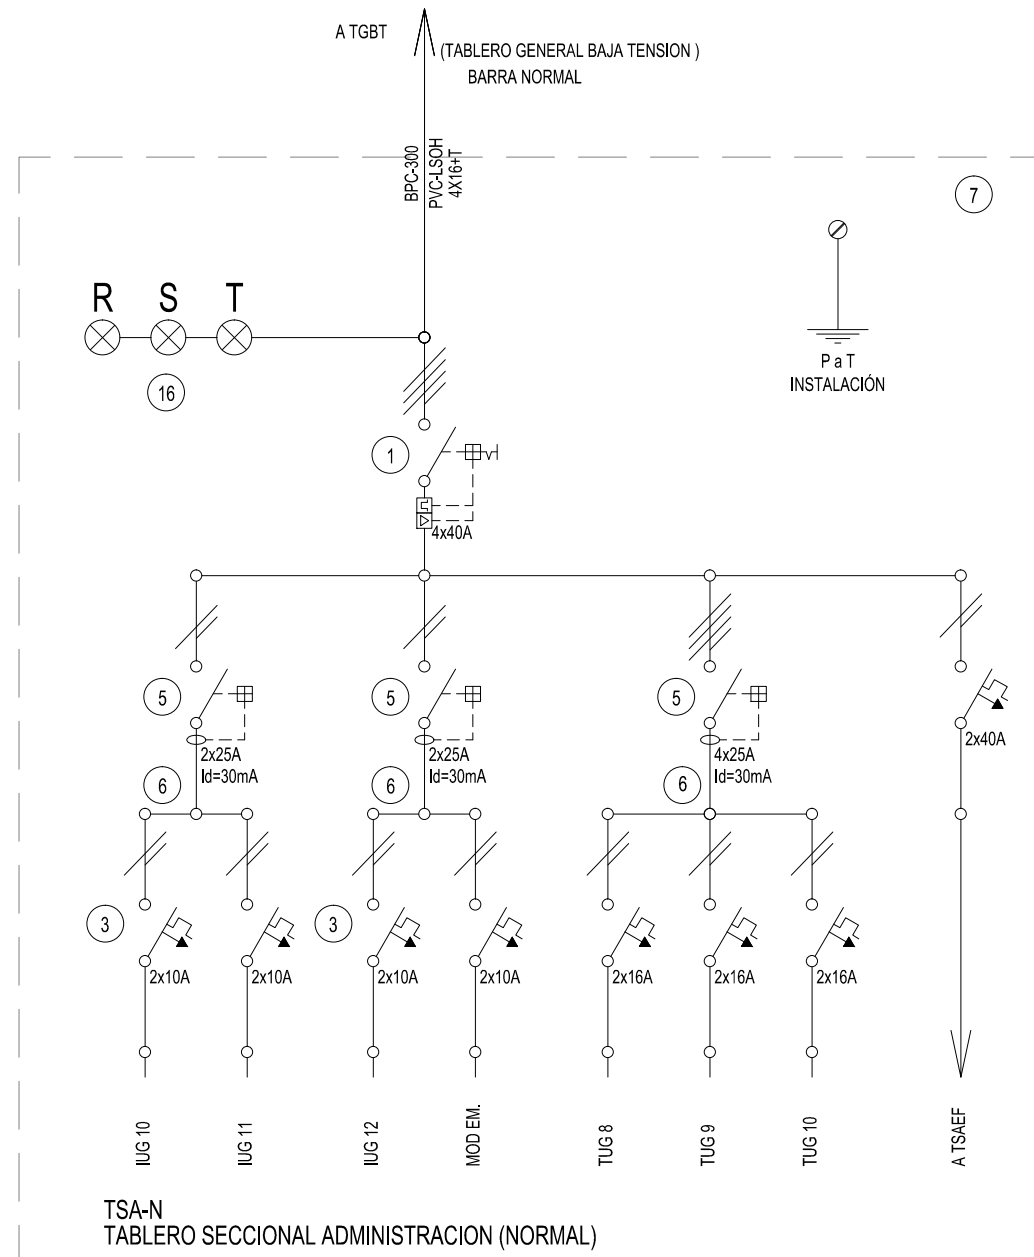 A TGBT
(TABLERO GENERAL BAJA TENSION )
BARRA NORMAL
BPC-300
PVC-LSOH
4X16+T
7
R S T
16
P a T
INSTALACIÓN
1
4x40A
5
5
5
2x25A
Id=30mA
2x25A
Id=30mA
4x25A
Id=30mA
2x40A
6
6
6
3
3
2x10A
2x10A
2x10A
2x10A
2x16A
2x16A
2x16A
IUG 10
IUG 11
IUG 12
MOD EM.
TUG 8
TUG 9
TUG 10
A TSAEF
TSA-N
TABLERO SECCIONAL ADMINISTRACION (NORMAL)